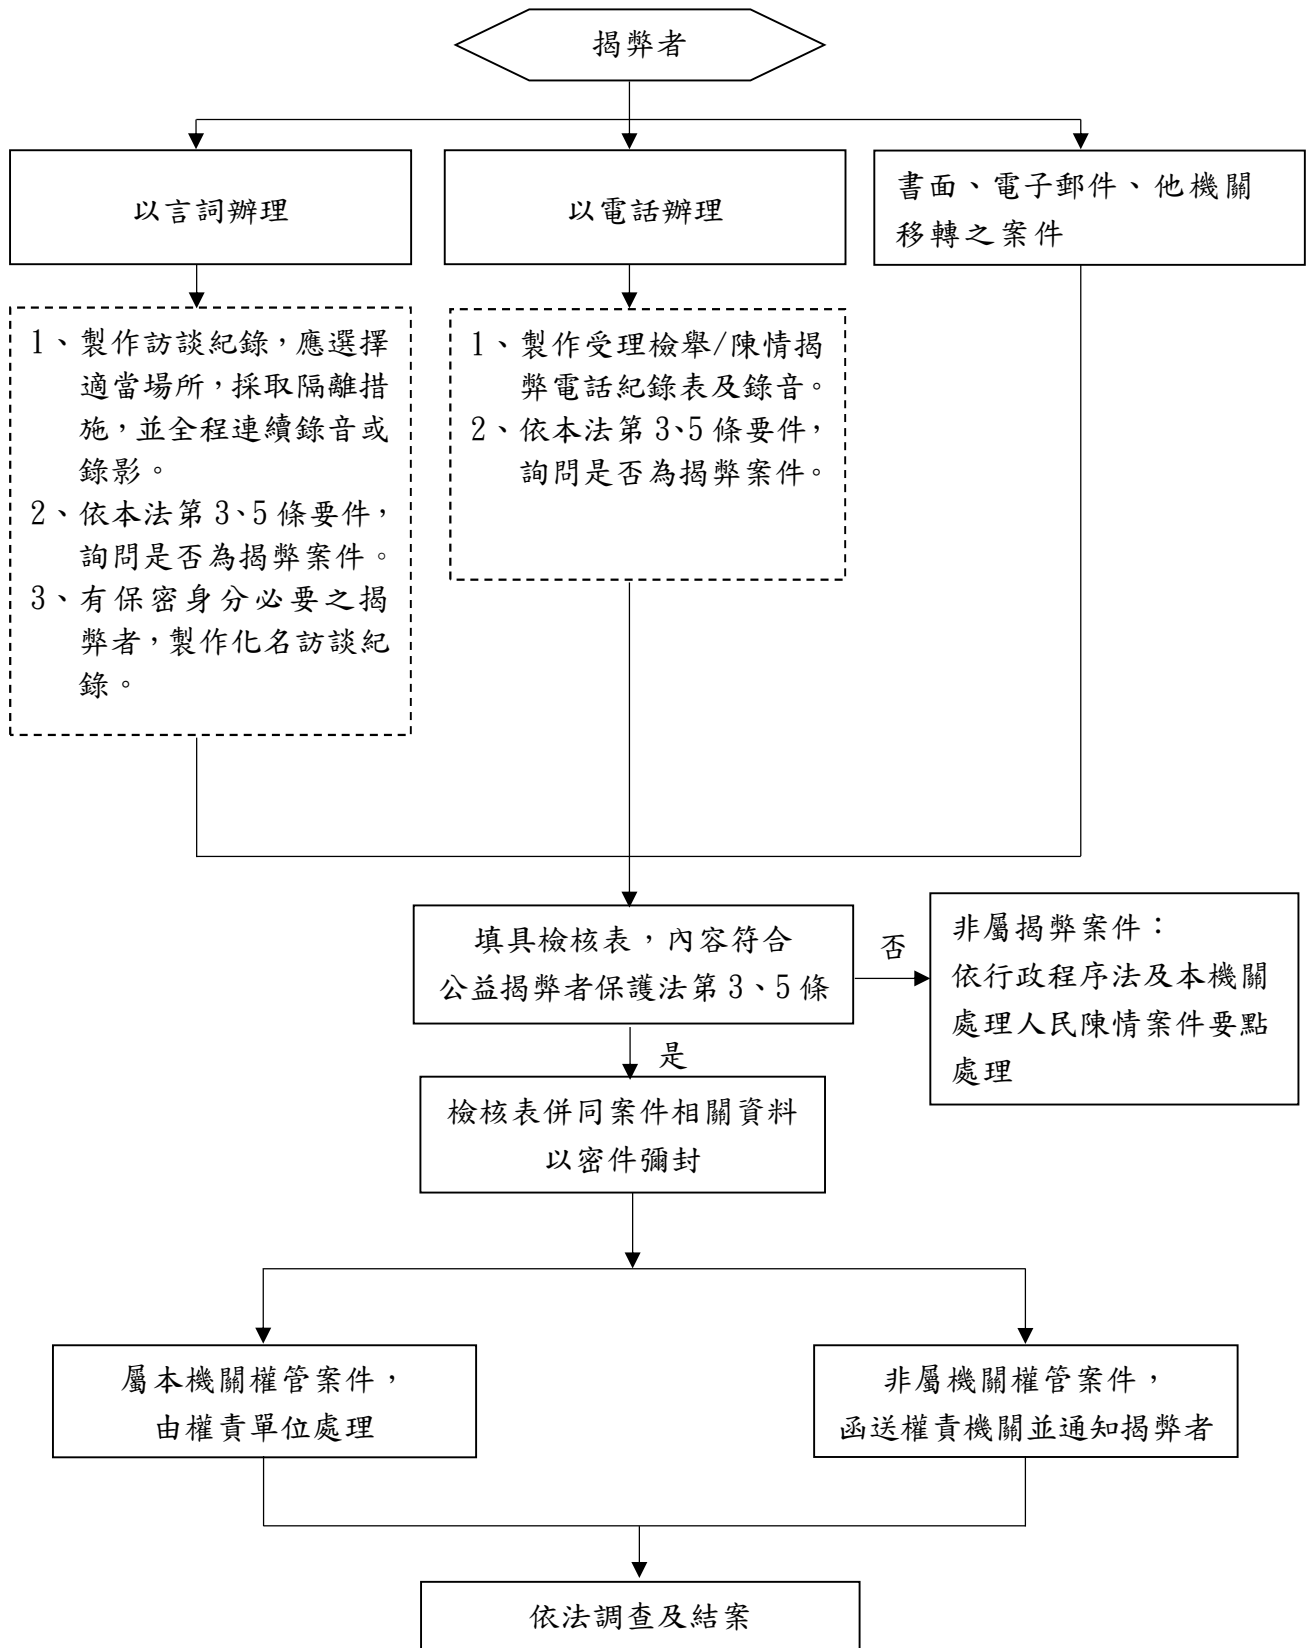 揭弊者
以言詞辦理
以電話辦理
書面、電子郵件、他機關
移轉之案件
1、製作訪談紀錄,應選擇
適當場所,採取隔離措
施,並全程連續錄音或
錄影。
2、依本法第 3、5 條要件,
詢問是否為揭弊案件。
3、有保密身分必要之揭
弊者,製作化名訪談紀
錄。
1、製作受理檢舉/陳情揭
弊電話紀錄表及錄音。
2、依本法第 3、5 條要件,
詢問是否為揭弊案件。
填具檢核表,內容符合
公益揭弊者保護法第 3、5 條
否
非屬揭弊案件:
依行政程序法及本機關
處理人民陳情案件要點
處理
是
檢核表併同案件相關資料
以密件彌封
屬本機關權管案件,
由權責單位處理
非屬機關權管案件,
函送權責機關並通知揭弊者
依法調查及結案